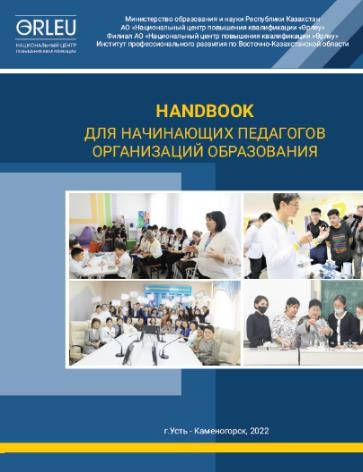 ӨRLEU
НАЦИОНАЛЬНЫЙ ЦЕНТР
ПОВЫШЕНИЯ КВАЛИФИКАЦИИ
Министерство образования и науки Республики Казахстан
АО «Национальный центр повышения квалификации «Өрлеу»
Филиал АО «Национальный центр повышения квалификации «Өрлеу»
Институт профессионального развития по Восточно-Казахстанской области
HANDBOOK
ДЛЯ НАЧИНАЮЩИХ ПЕДАГОГОВ
ОРГАНИЗАЦИЙ ОБРАЗОВАНИЯ
г.Усть - Каменогорск, 2022